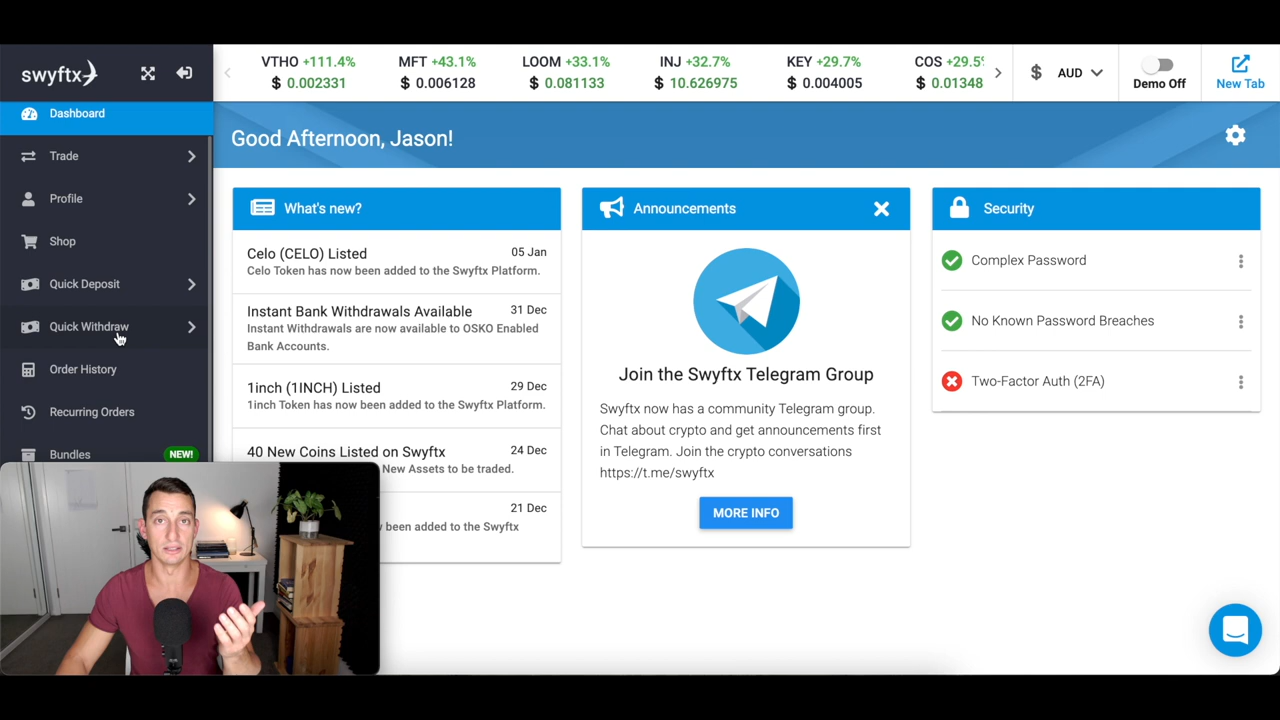 swyftx
VTHO +111.4%
$ 0.002331
MFT +43.1%
$ 0.006128
LOOM +33.1%
$ 0.081133
INJ +32.7%
$ 10.626975
KEY +29.7%
$ 0.004005
COS +29.5
$ 0.01348
$ AUD
Demo Off
New Tab
Dashboard
Trade
Profile
Shop
Quick Deposit
Quick Withdraw
Order History
Recurring Orders
Bundles
NEW!
Good Afternoon, Jason!
What's new?
Celo (CELO) Listed
05 Jan
Celo Token has now been added to the Swyftx Platform.
Instant Bank Withdrawals Available
31 Dec
Instant Withdrawals are now available to OSKO Enabled
Bank Accounts.
1inch (1INCH) Listed
29 Dec
1inch Token has now been added to the Swyftx Platform.
40 New Coins Listed on Swyftx
24 Dec
New Assets to be traded.
21 Dec
been added to the Swyftx
Announcements
Join the Swyftx Telegram Group
Swyftx now has a community Telegram group.
Chat about crypto and get announcements first
in Telegram. Join the crypto conversations
https://t.me/swyftx
MORE INFO
Security
Complex Password
No Known Password Breaches
Two-Factor Auth (2FA)